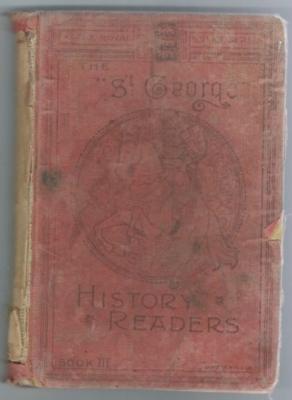 THE
"St. George"
HISTORY
READERS
BOOK III